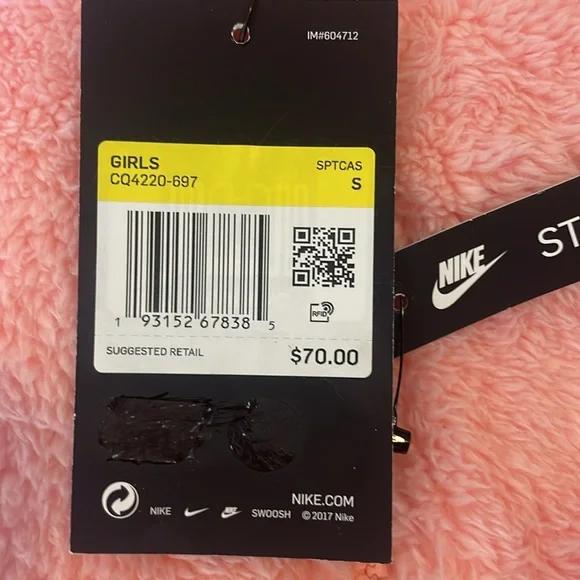 IM#604712
GIRLS
CQ4220-697
SPTCAS
S
1 93152 67838 5
RFID
SUGGESTED RETAIL
$70.00
NIKE
ST
NIKE.COM
NIKE SWOOSH © 2017 Nike